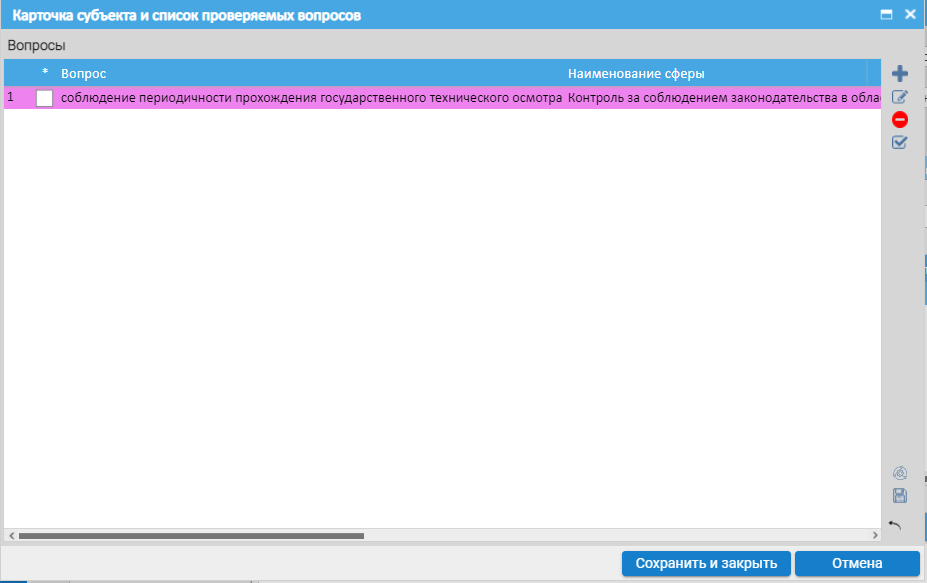 Карточка субъекта и список проверяемых вопросов
Вопросы
* Вопрос Наименование сферы
1 соблюдение периодичности прохождения государственного технического осмотра Контроль за соблюдением законодательства в обла
Сохранить и закрыть Отмена